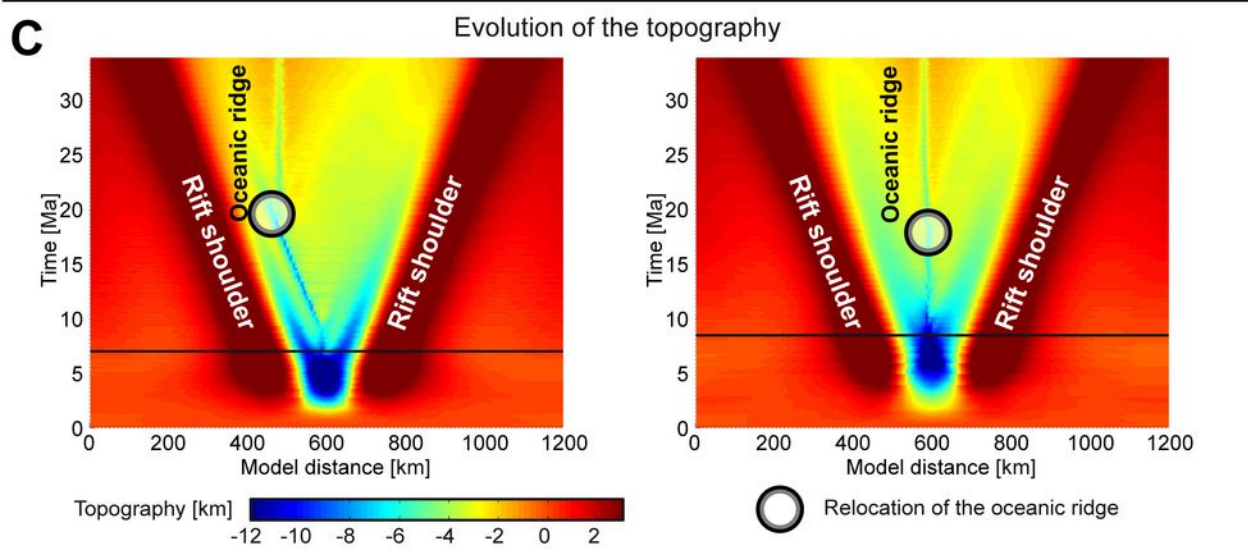 C
Evolution of the topography
30
25
20
15
10
5
0
Time [Ma]
Oceanic ridge
Rift shoulder
Rift shoulder
0 200 400 600 800 1000 1200
Model distance [km]
30
25
20
15
10
5
0
Time [Ma]
Oceanic ridge
Rift shoulder
Rift shoulder
0 200 400 600 800 1000 1200
Model distance [km]
Topography [km]
-12 -10 -8 -6 -4 -2 0 2
Relocation of the oceanic ridge